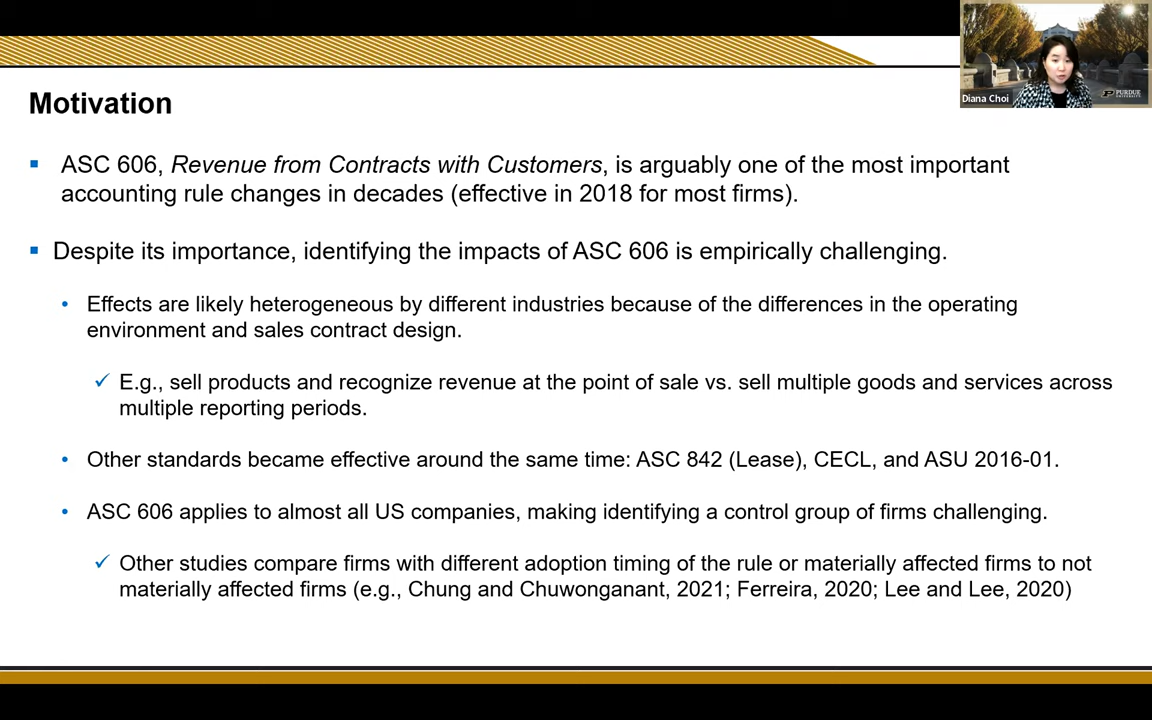 Motivation
ASC 606, Revenue from Contracts with Customers, is arguably one of the most important
accounting rule changes in decades (effective in 2018 for most firms).
Despite its importance, identifying the impacts of ASC 606 is empirically challenging.
Effects are likely heterogeneous by different industries because of the differences in the operating
environment and sales contract design.
E.g., sell products and recognize revenue at the point of sale vs. sell multiple goods and services across
multiple reporting periods.
Other standards became effective around the same time: ASC 842 (Lease), CECL, and ASU 2016-01.
ASC 606 applies to almost all US companies, making identifying a control group of firms challenging.
Other studies compare firms with different adoption timing of the rule or materially affected firms to not
materially affected firms (e.g., Chung and Chuwonganant, 2021; Ferreira, 2020; Lee and Lee, 2020)
Diana Choi
PURDUE
UNIVERSITY